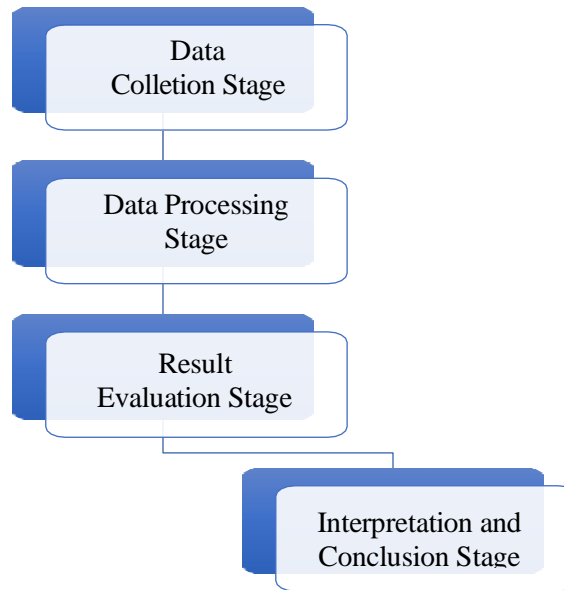 Data
Colletion Stage
Data Processing
Stage
Result
Evaluation Stage
Interpretation and
Conclusion Stage